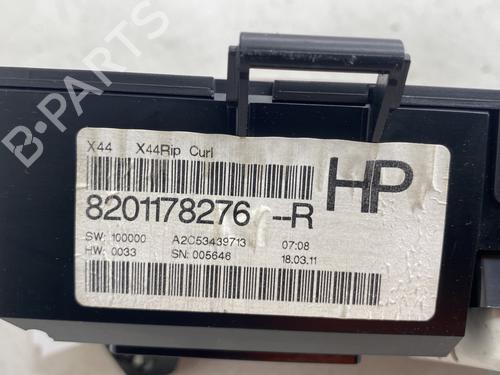 X44 X44Rip Curl
HP
8201178276 --R
SW: 100000 A2C53439713 07:08
HW: 0033 SN: 005646 18.03.11
B-PARTS